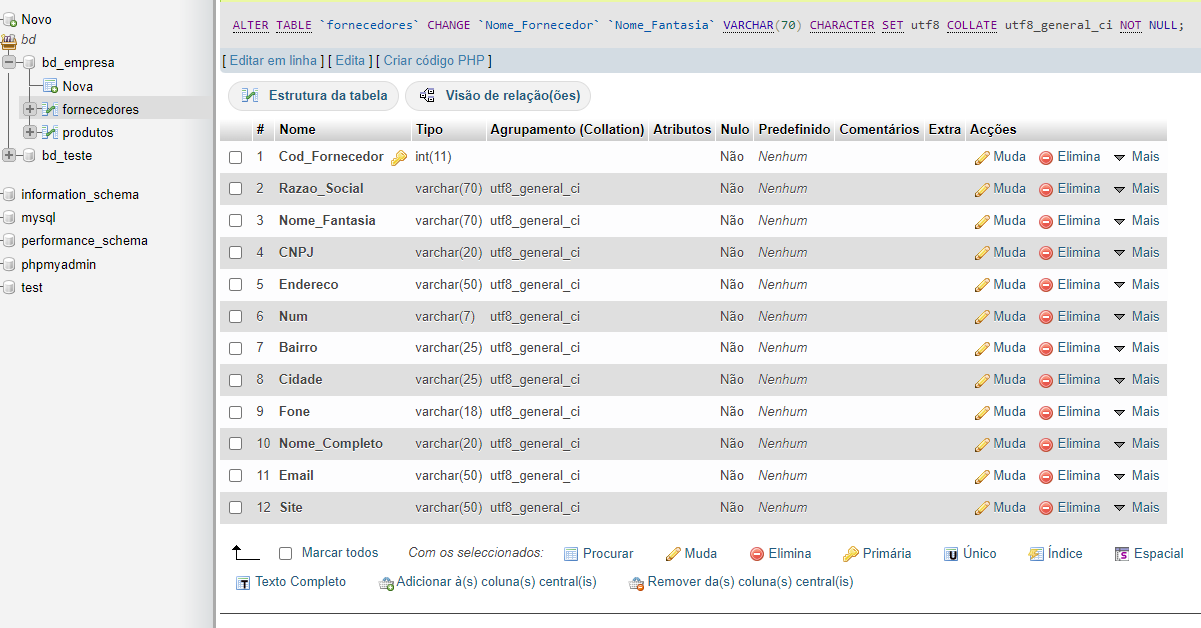 Novo
bd
bd_empresa
Nova
fornecedores
produtos
bd_teste
information_schema
mysql
performance_schema
phpmyadmin
test
ALTER TABLE `fornecedores` CHANGE `Nome_Fornecedor` `Nome_Fantasia` VARCHAR(70) CHARACTER SET utf8 COLLATE utf8_general_ci NOT NULL;
[ Editar em linha ] [ Edita ] [ Criar código PHP ]
Estrutura da tabela Visão de relação(ões)
# Nome Tipo Agrupamento (Collation) Atributos Nulo Predefinido Comentários Extra Acções
1 Cod_Fornecedor int(11) Não Nenhum Muda Elimina Mais
2 Razao_Social varchar(70) utf8_general_ci Não Nenhum Muda Elimina Mais
3 Nome_Fantasia varchar(70) utf8_general_ci Não Nenhum Muda Elimina Mais
4 CNPJ varchar(20) utf8_general_ci Não Nenhum Muda Elimina Mais
5 Endereco varchar(50) utf8_general_ci Não Nenhum Muda Elimina Mais
6 Num varchar(7) utf8_general_ci Não Nenhum Muda Elimina Mais
7 Bairro varchar(25) utf8_general_ci Não Nenhum Muda Elimina Mais
8 Cidade varchar(25) utf8_general_ci Não Nenhum Muda Elimina Mais
9 Fone varchar(18) utf8_general_ci Não Nenhum Muda Elimina Mais
10 Nome_Completo varchar(20) utf8_general_ci Não Nenhum Muda Elimina Mais
11 Email varchar(50) utf8_general_ci Não Nenhum Muda Elimina Mais
12 Site varchar(50) utf8_general_ci Não Nenhum Muda Elimina Mais
Marcar todos Com os seleccionados: Procurar Muda Elimina Primária Único Índice Espacial
Texto Completo Adicionar à(s) coluna(s) central(is) Remover da(s) coluna(s) central(is)